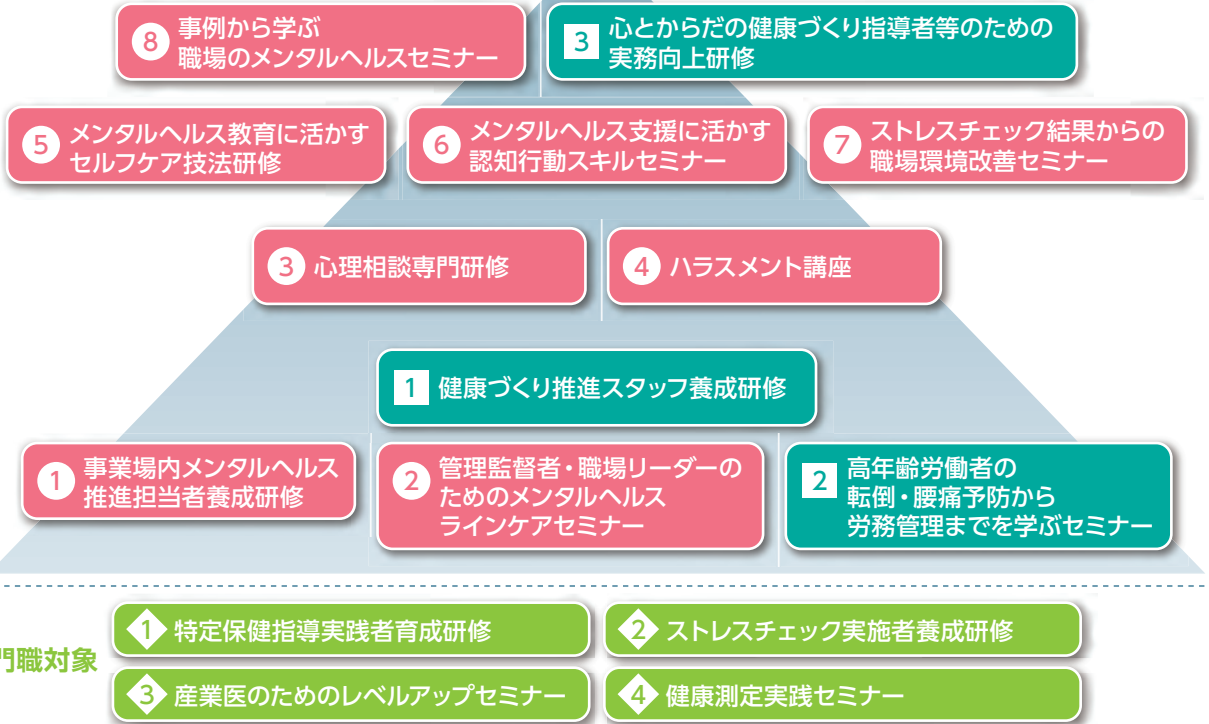 8 事例から学ぶ
職場のメンタルヘルスセミナー
3 心とからだの健康づくり指導者等のための
実務向上研修
5 メンタルヘルス教育に活かす
セルフケア技法研修
6 メンタルヘルス支援に活かす
認知行動スキルセミナー
7 ストレスチェック結果からの
職場環境改善セミナー
3 心理相談専門研修
4 ハラスメント講座
1 健康づくり推進スタッフ養成研修
1 事業場内メンタルヘルス
推進担当者養成研修
2 管理監督者・職場リーダーの
ためのメンタルヘルス
ラインケアセミナー
2 高年齢労働者の
転倒・腰痛予防から
労務管理までを学ぶセミナー
門職対象
1 特定保健指導実践者育成研修
2 ストレスチェック実施者養成研修
3 産業医のためのレベルアップセミナー
4 健康測定実践セミナー